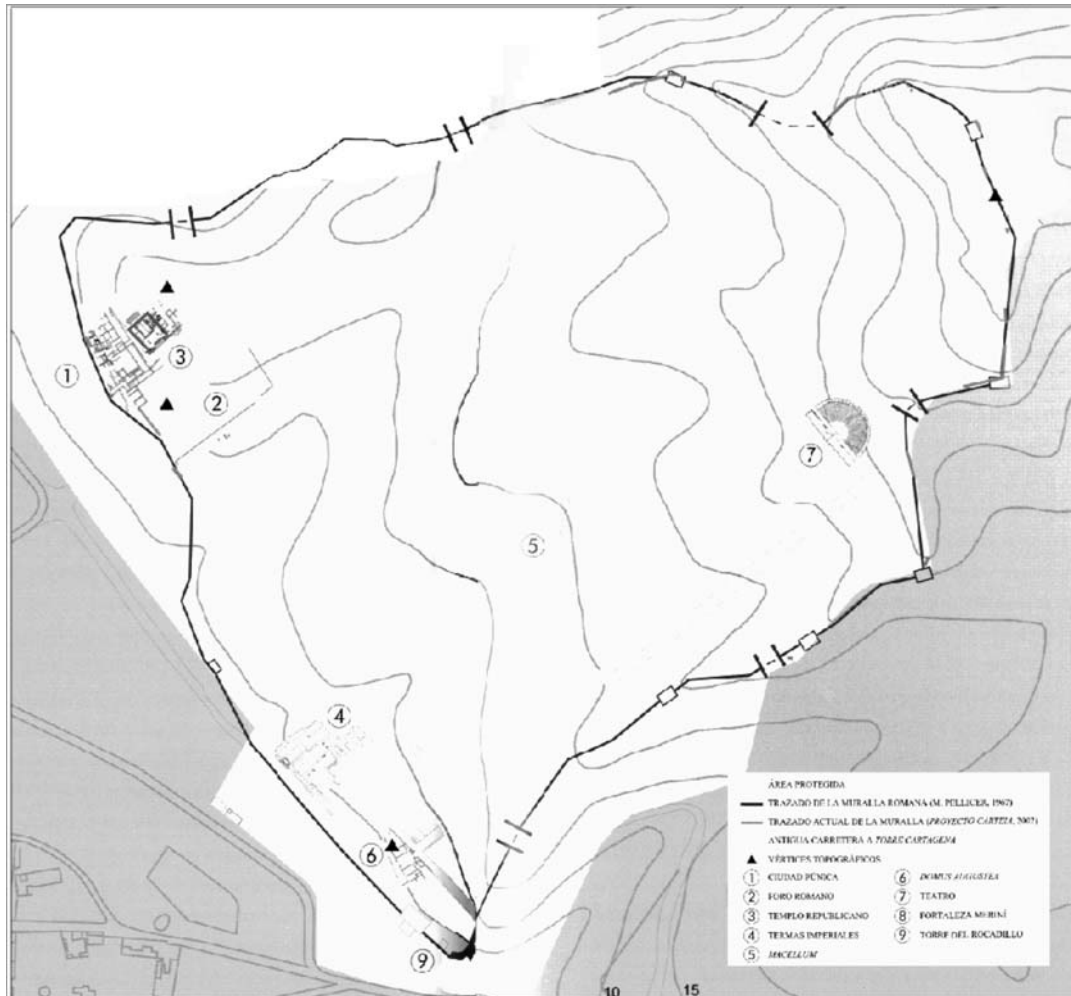 1
3
2
7
5
4
6
9
10
15
ÁREA PROTEGIDA
TRAZADO DE LA MURALLA ROMANA (M. PELLICER, 1967)
TRAZADO ACTUAL DE LA MURALLA (PROYECTO CARTEIA, 2002)
ANTIGUA CARRETERA A TORRE CARTAGENA
VÉRTICES TOPOGRÁFICOS
1 CIUDAD PÚNICA
2 FORO ROMANO
3 TEMPLO REPUBLICANO
4 TERMAS IMPERIALES
5 MACELLUM
6 DOMUS AUGUSTEA
7 TEATRO
8 FORTALEZA MERINÍ
9 TORRE DEL ROCADILLO